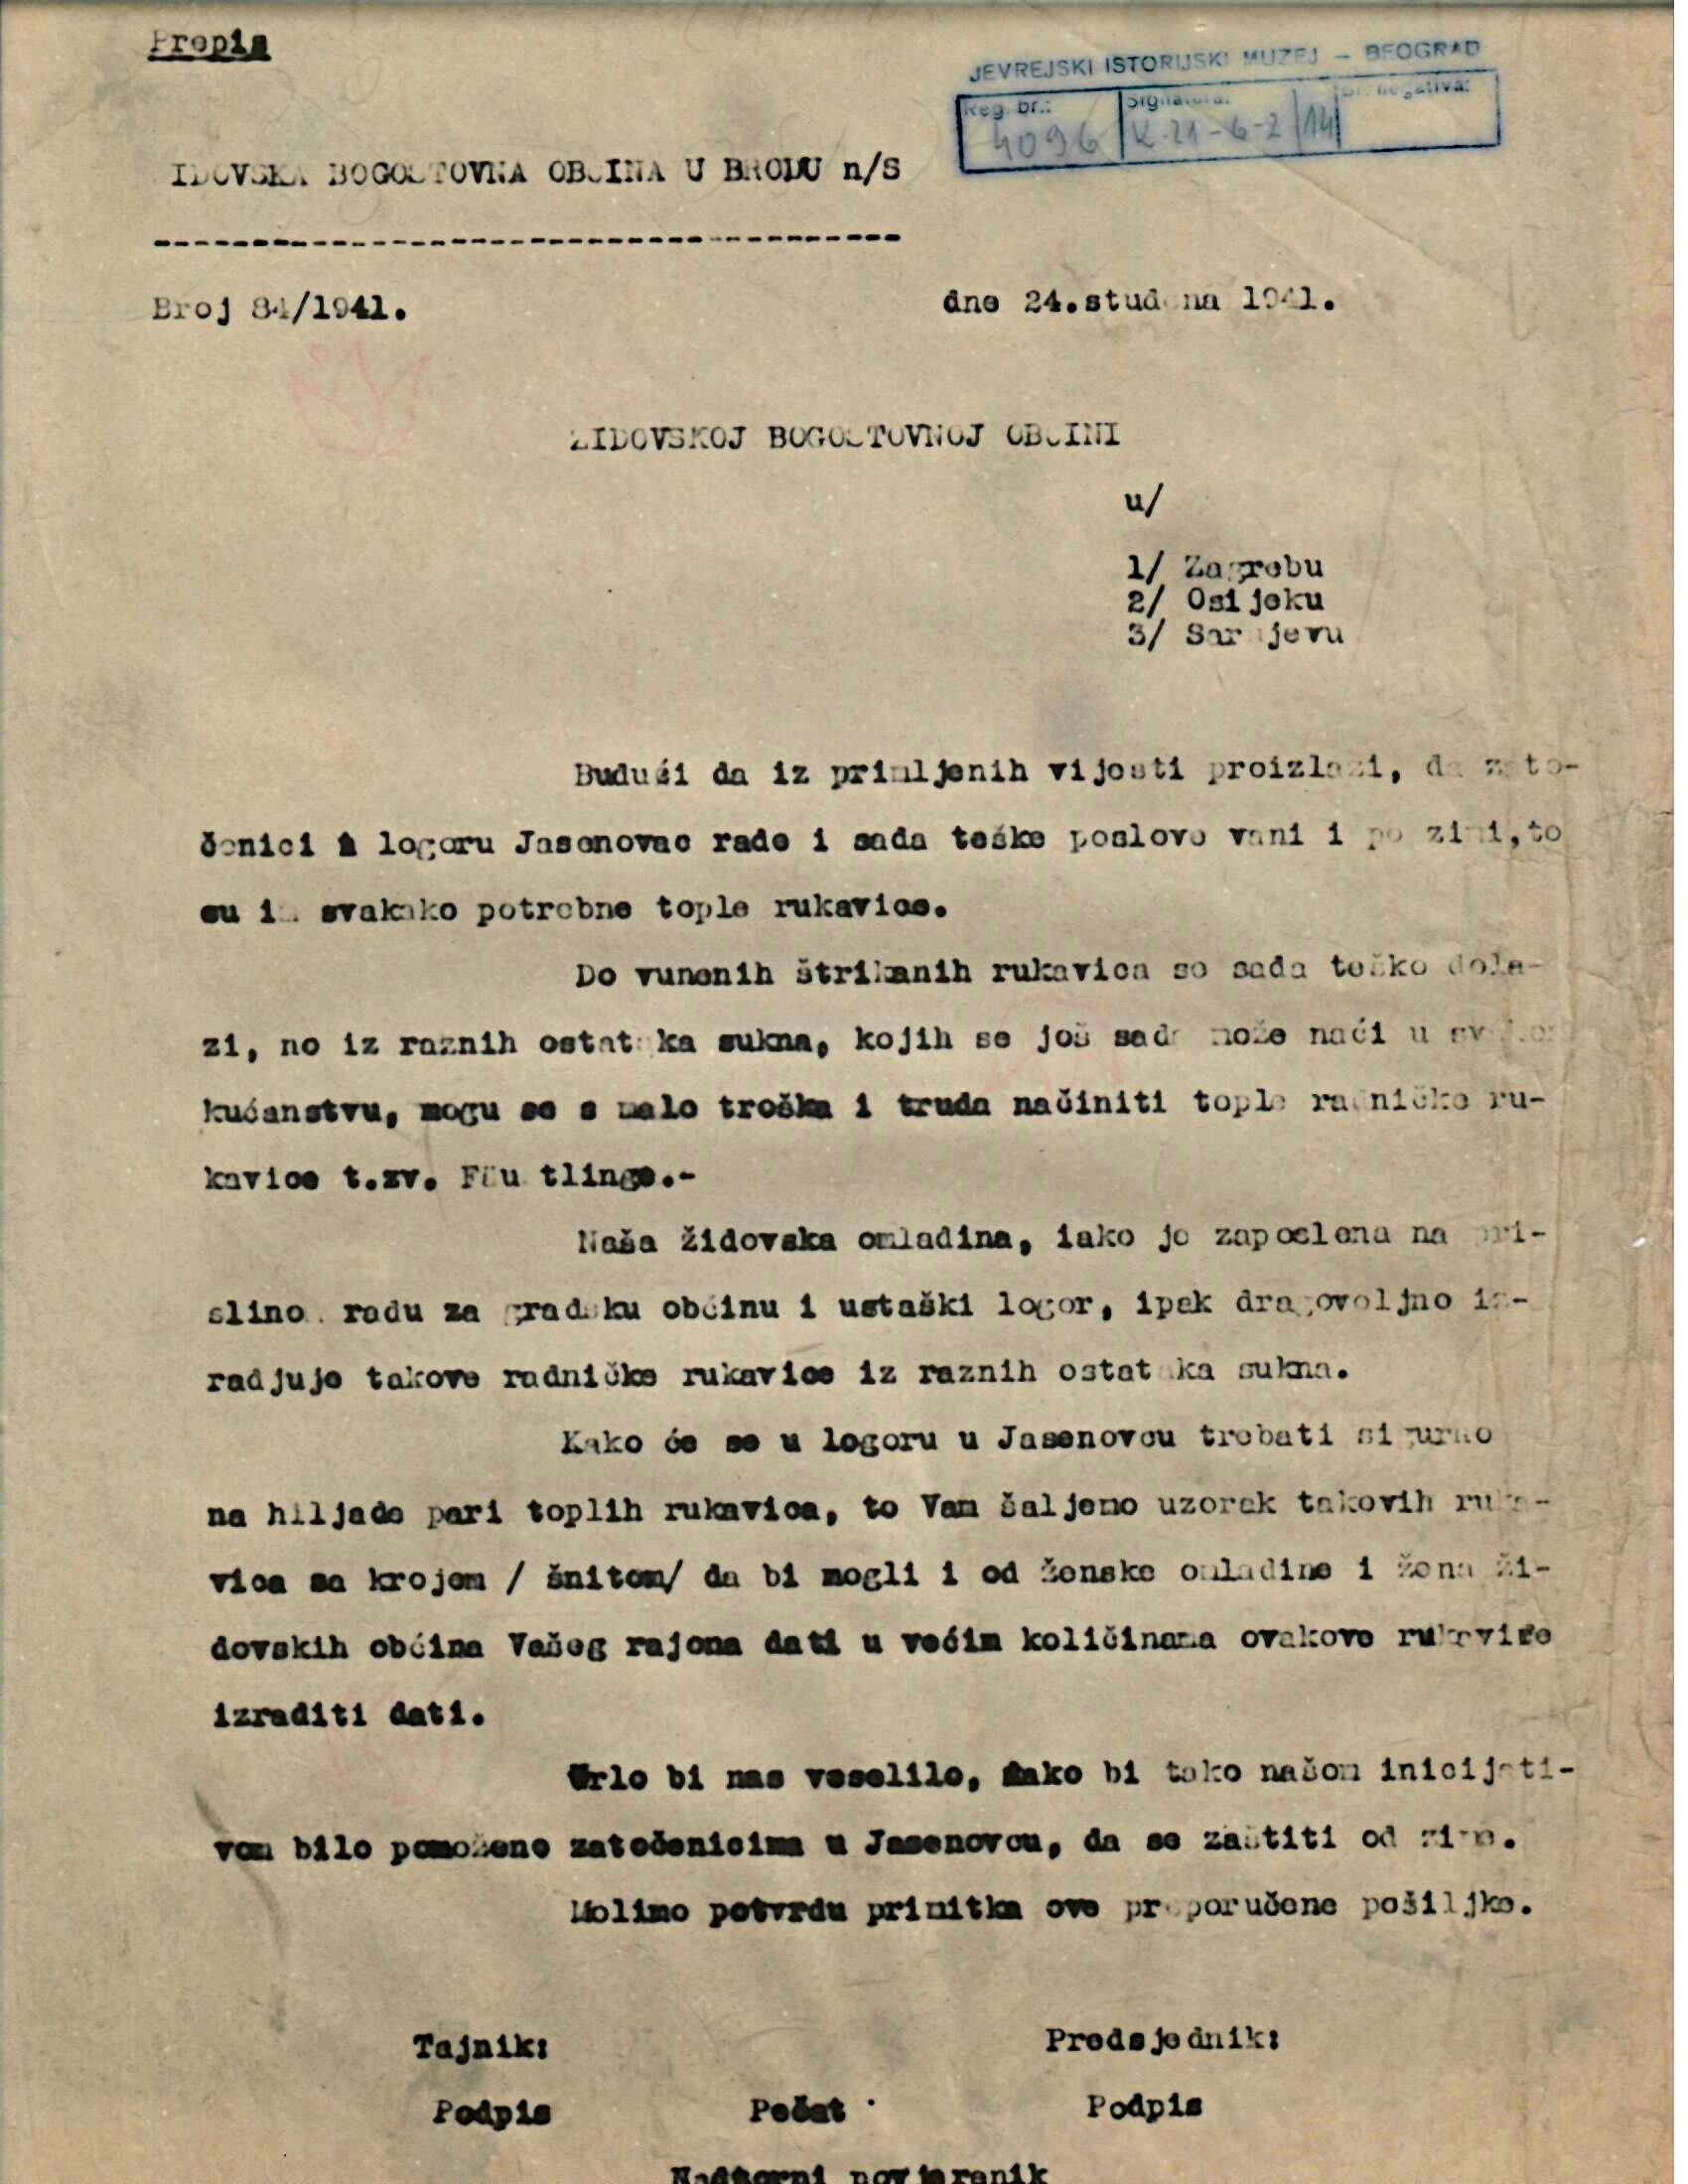 Prepis
JEVREJSKI ISTORIJSKI MUZEJ — BEOGRAD
Reg. br.: Signatura: Br. negativa:
4096 K.21-6-2/14
IDOVSKA BOGOŠTOVNA OBĆINA U BRODU n/S
Broj 84/1941. dne 24.studena 1941.
ŽIDOVSKOJ BOGOŠTOVNOJ OBĆINI
u/
1/ Zagrebu
2/ Osijeku
3/ Sarajevu
Budući da iz primljenih vijesti proizlazi, da zato-
čenici u logoru Jasenovac rade i sada teške poslove vani i po zimi,to
su im svakako potrebne tople rukavice.
Do vunenih štrikanih rukavica se sada teško dola-
zi, no iz raznih ostataka sukna, kojih se još sada može naći u svakom
kućanstvu, mogu se s malo troška i truda načiniti tople radničke ru-
kavice t.zv. Fäustlinge.-
Naša židovska omladina, iako je zaposlena na pri-
silnom radu za gradsku obćinu i ustaški logor, ipak dragovoljno iz-
radjuje takove radničke rukavice iz raznih ostataka sukna.
Kako će se u logoru u Jasenovcu trebati sigurno
na hiljade pari toplih rukavica, to Vam šaljemo uzorak takovih ruka-
vica sa krojem / šnitom/ da bi mogli i od ženske omladine i žena ži-
dovskih obćina Vašeg rajona dati u većim količinama ovakove rukavice
izraditi dati.
Vrlo bi nas veselilo, ako bi tako našom inicijati-
vom bilo pomoženo zatočenicima u Jasenovcu, da se zaštiti od zime.
Molimo potvrdu primitka ove preporučene pošiljke.
Tajnik: Predsjednik:
Podpis Pečat Podpis
Nadzorni povjerenik